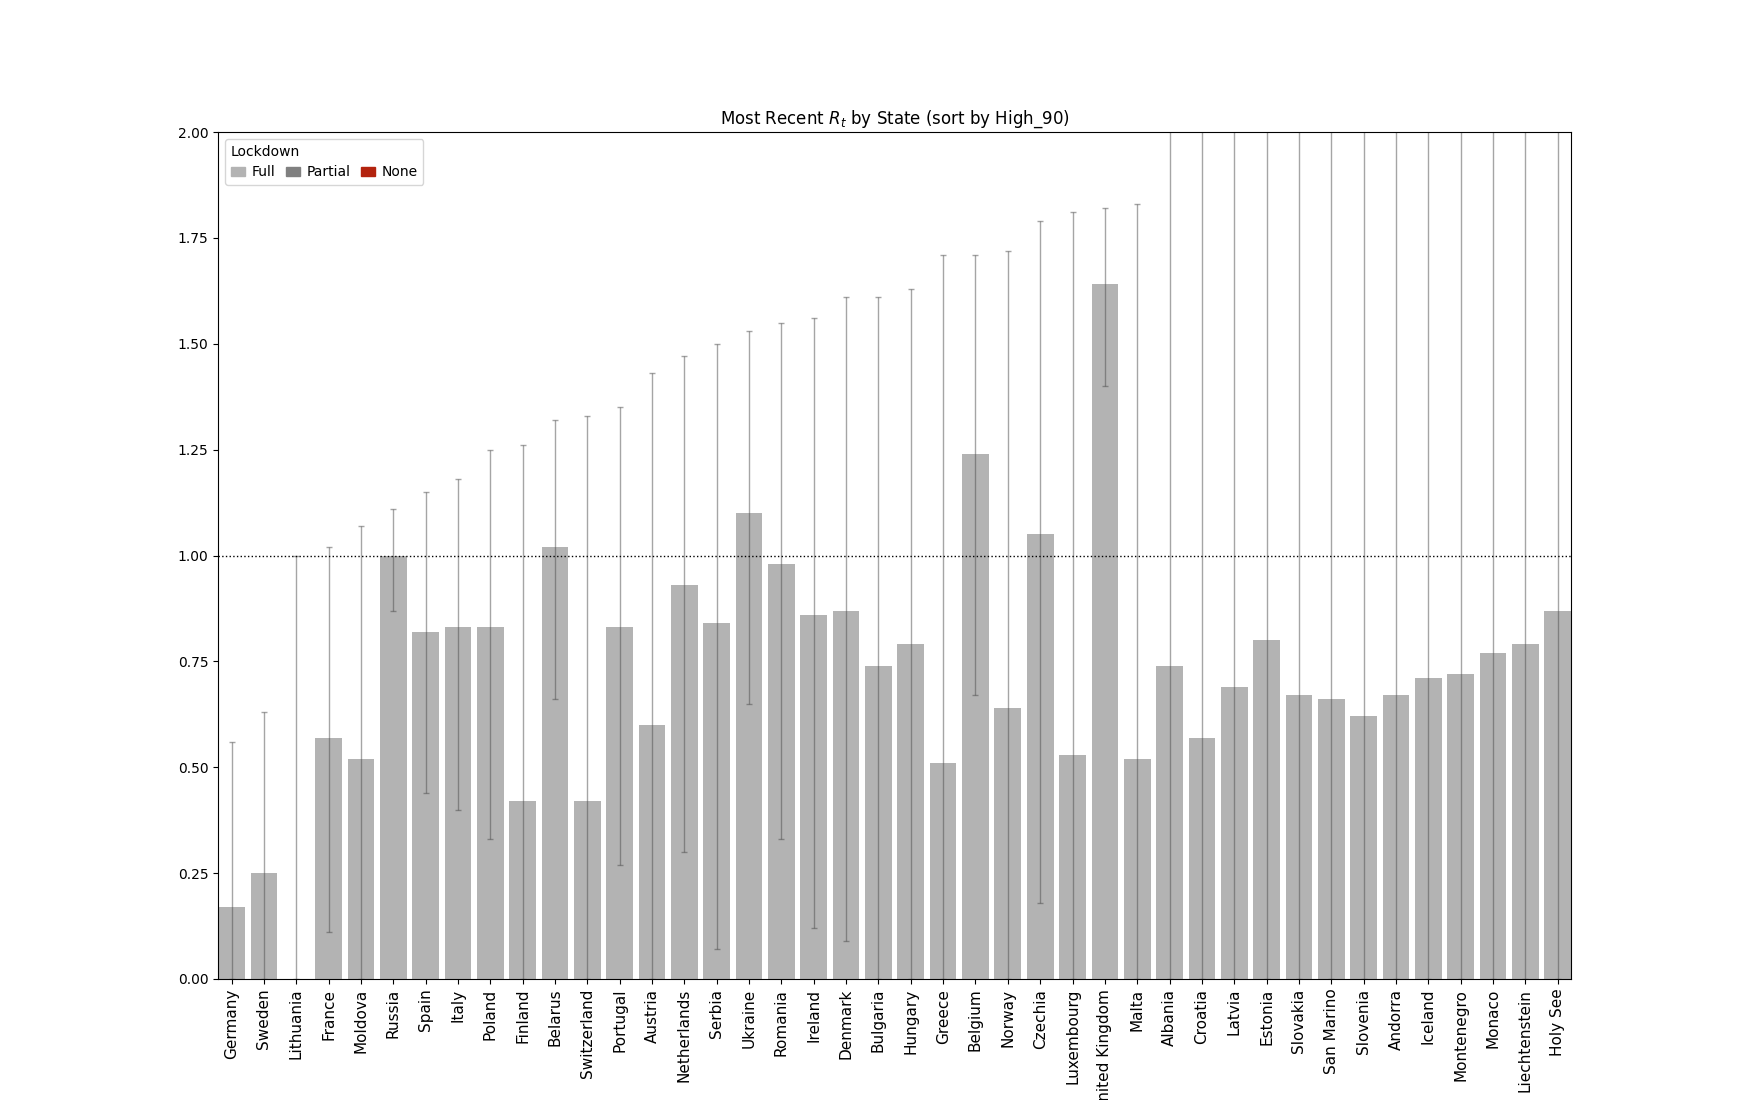 Most Recent R_t by State (sort by High_90)
Lockdown
Full Partial None
2.00
1.75
1.50
1.25
1.00
0.75
0.50
0.25
0.00
Germany
Sweden
Lithuania
France
Moldova
Russia
Spain
Italy
Poland
Finland
Belarus
Switzerland
Portugal
Austria
Netherlands
Serbia
Ukraine
Romania
Ireland
Denmark
Bulgaria
Hungary
Greece
Belgium
Norway
Czechia
Luxembourg
nited Kingdom
Malta
Albania
Croatia
Latvia
Estonia
Slovakia
San Marino
Slovenia
Andorra
Iceland
Montenegro
Monaco
Liechtenstein
Holy See